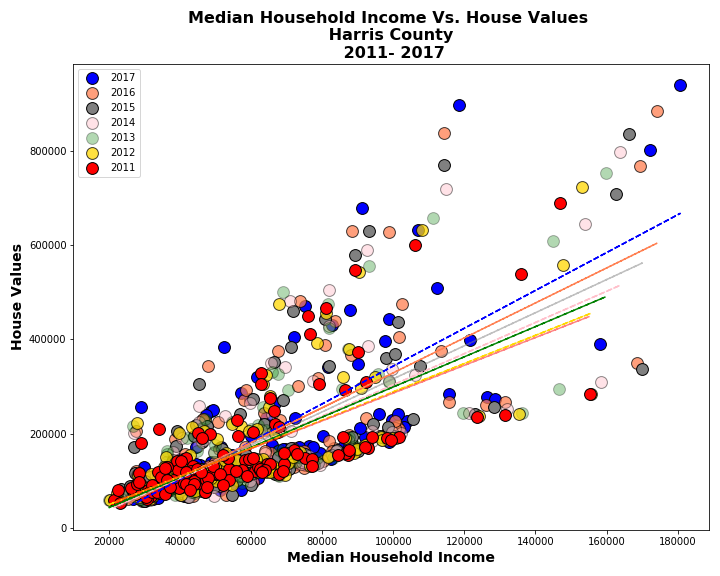 Median Household Income Vs. House Values
Harris County
2011- 2017
2017
2016
2015
2014
2013
2012
2011
House Values
800000
600000
400000
200000
0
20000 40000 60000 80000 100000 120000 140000 160000 180000
Median Household Income